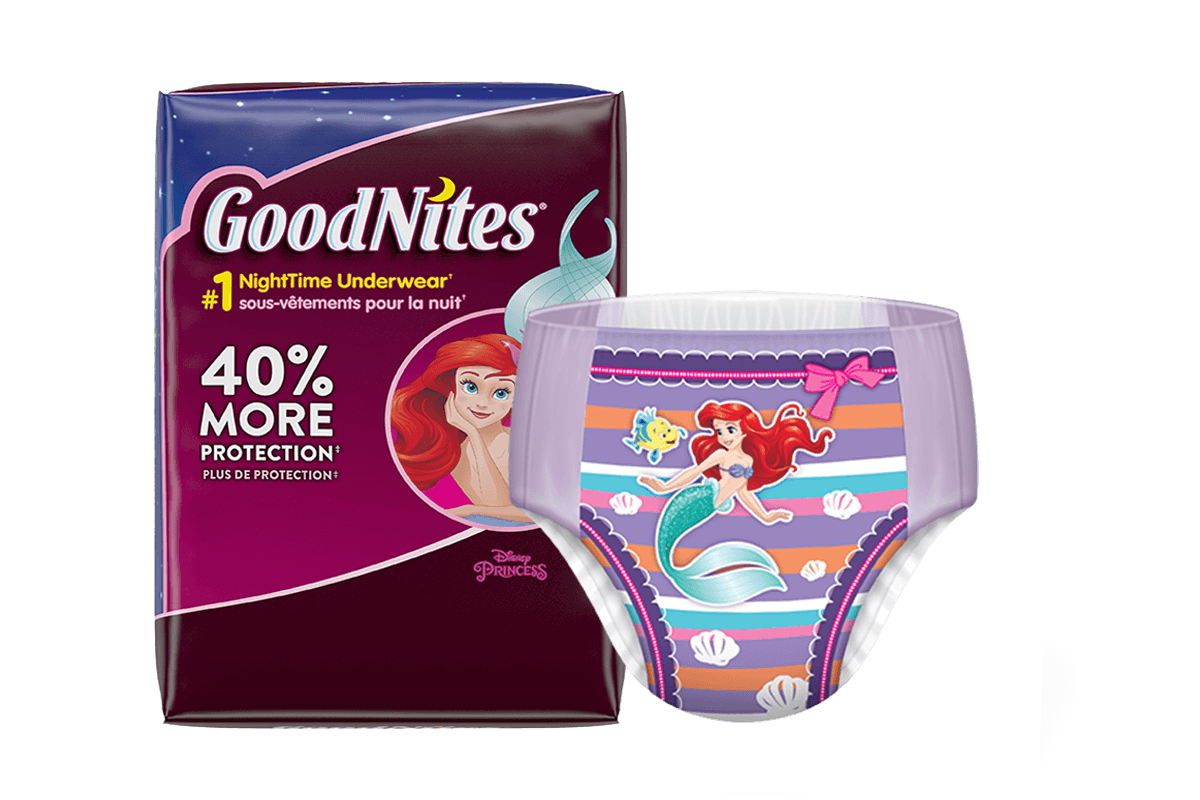 GoodNites®
#1 NightTime Underwear†
sous-vêtements pour la nuit†
40%
MORE
PROTECTION‡
PLUS DE PROTECTION‡
Disney
PRINCESS